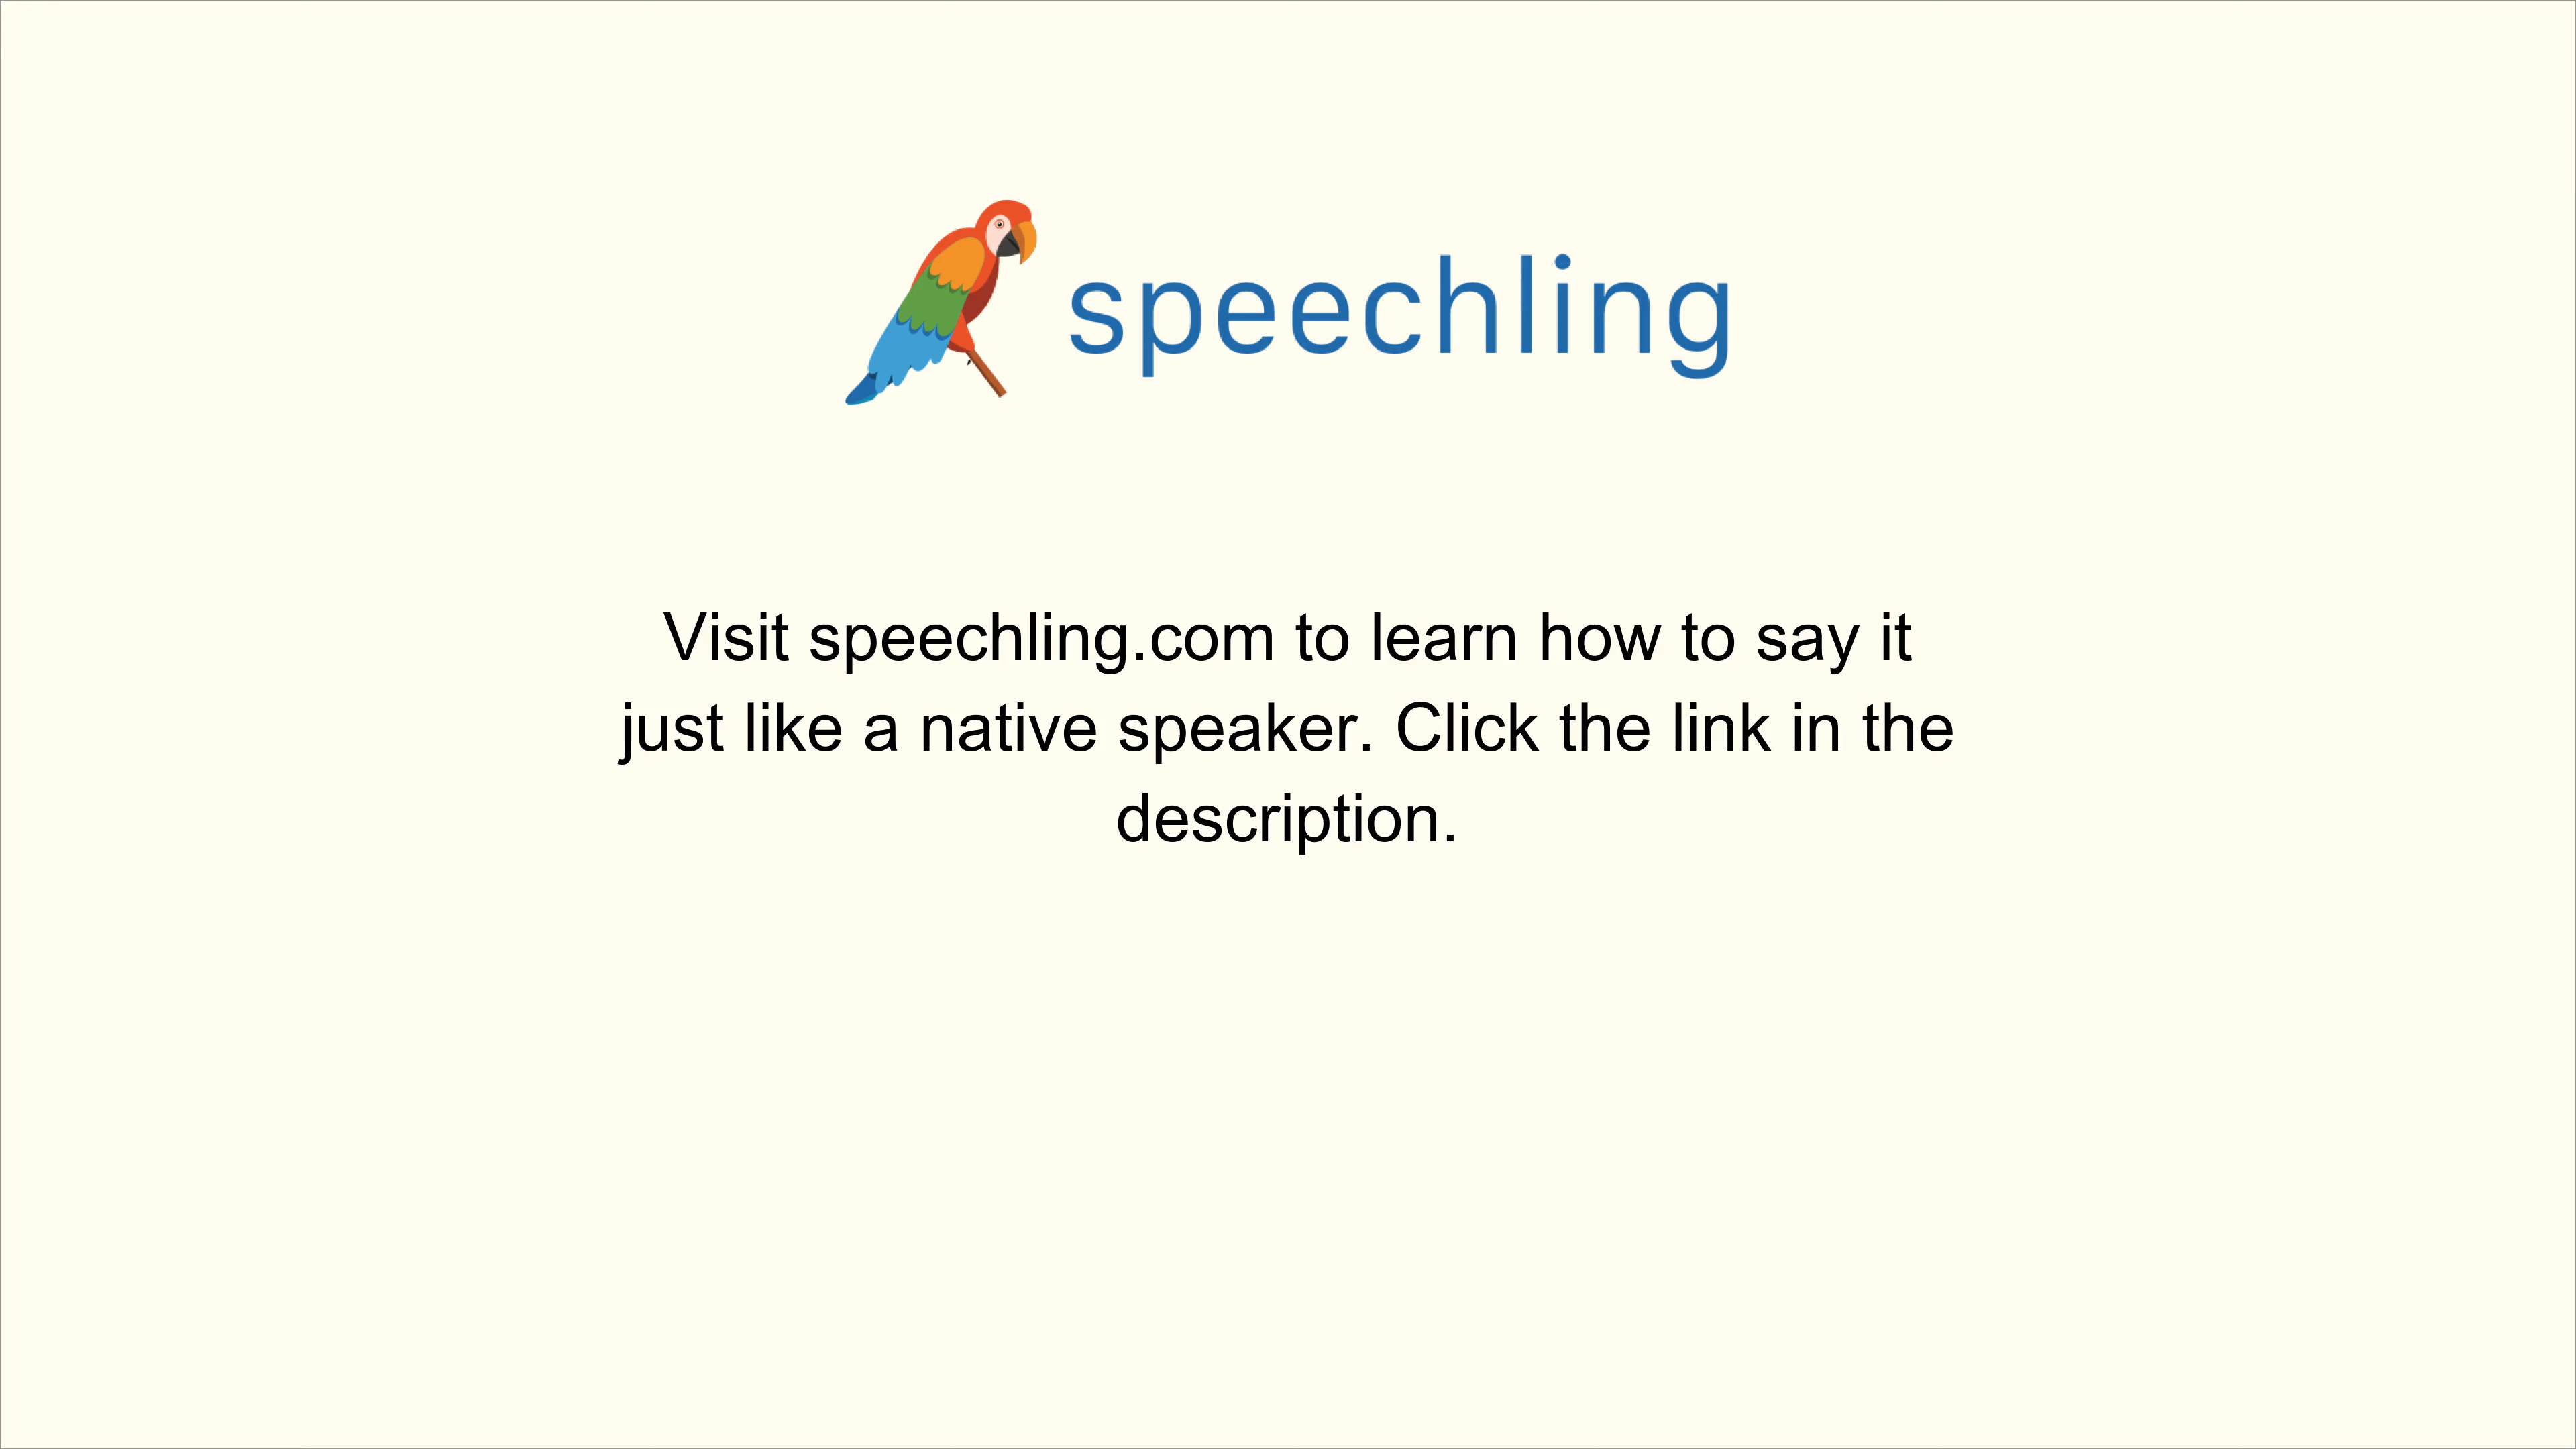 speechling
Visit speechling.com to learn how to say it
just like a native speaker. Click the link in the
description.